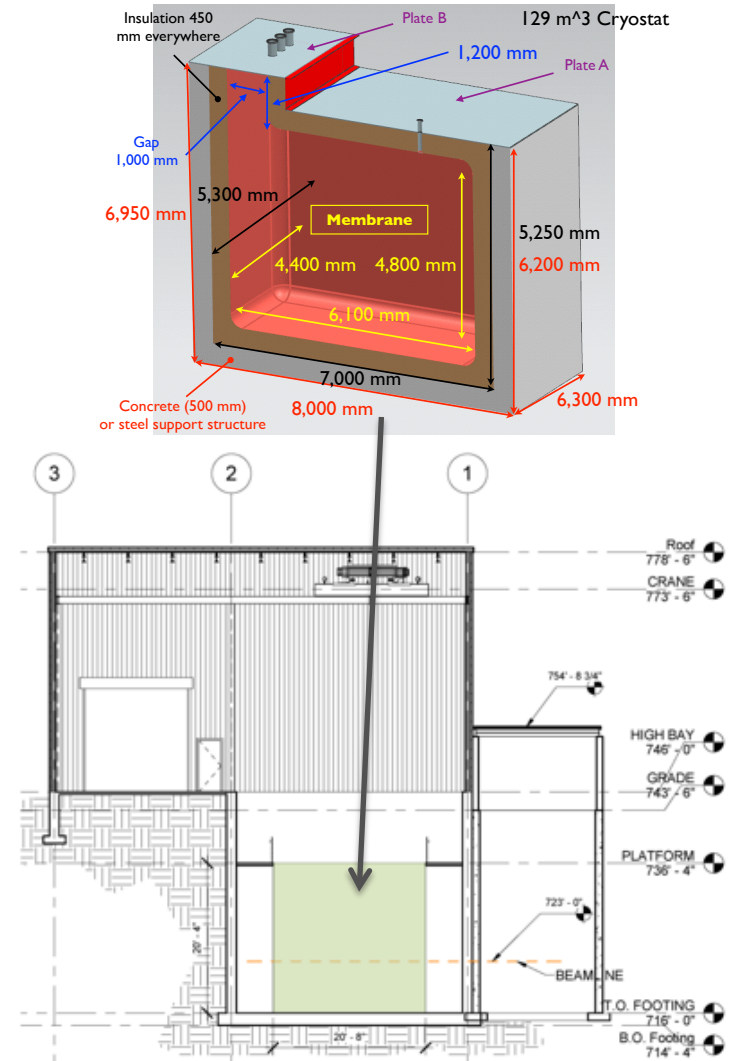 Insulation 450
mm everywhere
Plate B
129 m^3 Cryostat
1,200 mm
Plate A
Gap
1,000 mm
5,300 mm
6,950 mm
Membrane
5,250 mm
4,400 mm
4,800 mm
6,200 mm
6,100 mm
7,000 mm
Concrete (500 mm)
or steel support structure
8,000 mm
6,300 mm
3
2
1
Roof
778' - 6"
CRANE
773' - 6"
754' - 8 3/4"
HIGH BAY
746' - 0"
GRADE
743' - 6"
PLATFORM
736' - 4"
723' - 0"
20' - 4"
BEAMLINE
T.O. FOOTING
716' - 0"
20' - 8"
B.O. Footing
714' - 4"